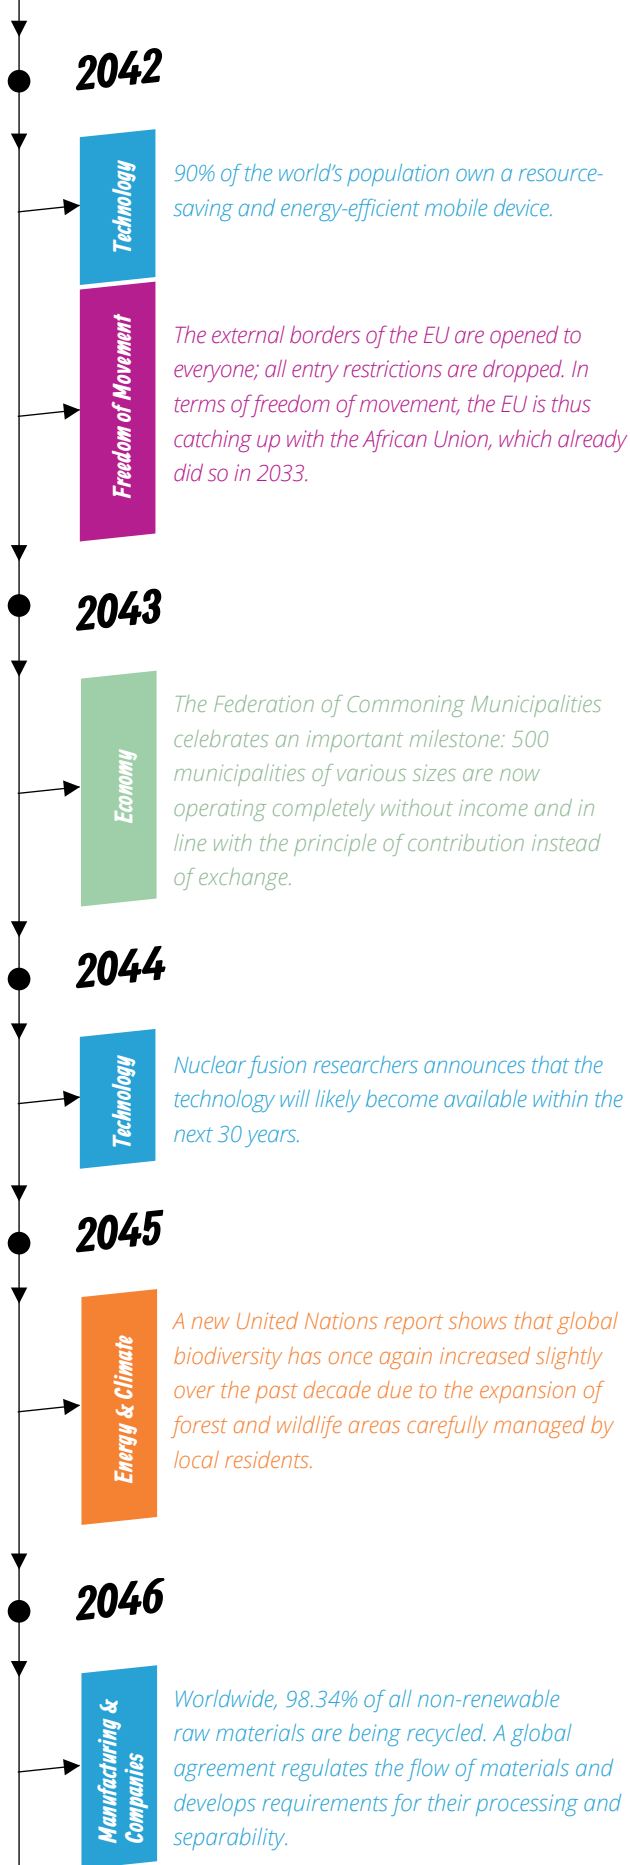 2042
Technology
90% of the world's population own a resource-
saving and energy-efficient mobile device.
Freedom of Movement
The external borders of the EU are opened to
everyone; all entry restrictions are dropped. In
terms of freedom of movement, the EU is thus
catching up with the African Union, which already
did so in 2033.
2043
Economy
The Federation of Commoning Municipalities
celebrates an important milestone: 500
municipalities of various sizes are now
operating completely without income and in
line with the principle of contribution instead
of exchange.
2044
Technology
Nuclear fusion researchers announces that the
technology will likely become available within the
next 30 years.
2045
Energy & Climate
A new United Nations report shows that global
biodiversity has once again increased slightly
over the past decade due to the expansion of
forest and wildlife areas carefully managed by
local residents.
2046
Manufacturing &
Companies
Worldwide, 98.34% of all non-renewable
raw materials are being recycled. A global
agreement regulates the flow of materials and
develops requirements for their processing and
separability.